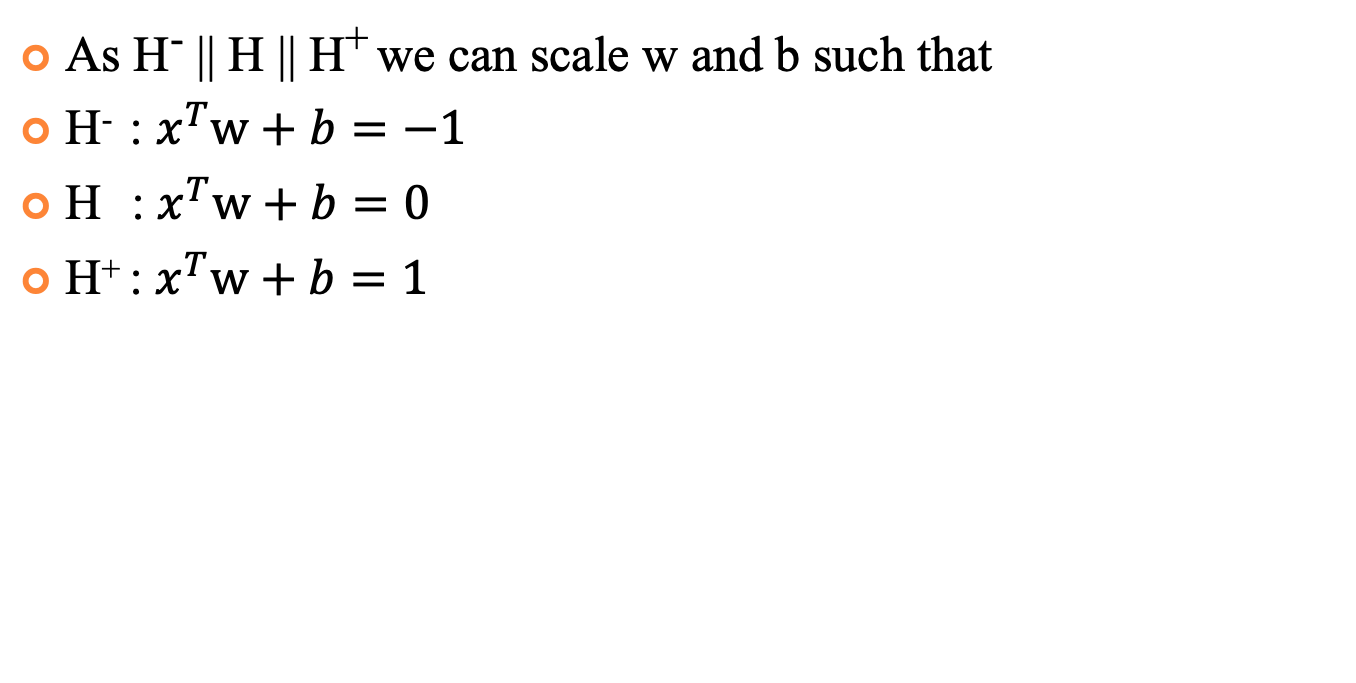 As H⁻ || H || H⁺ we can scale w and b such that
H⁻ : xᵀw + b = −1
H : xᵀw + b = 0
H⁺ : xᵀw + b = 1